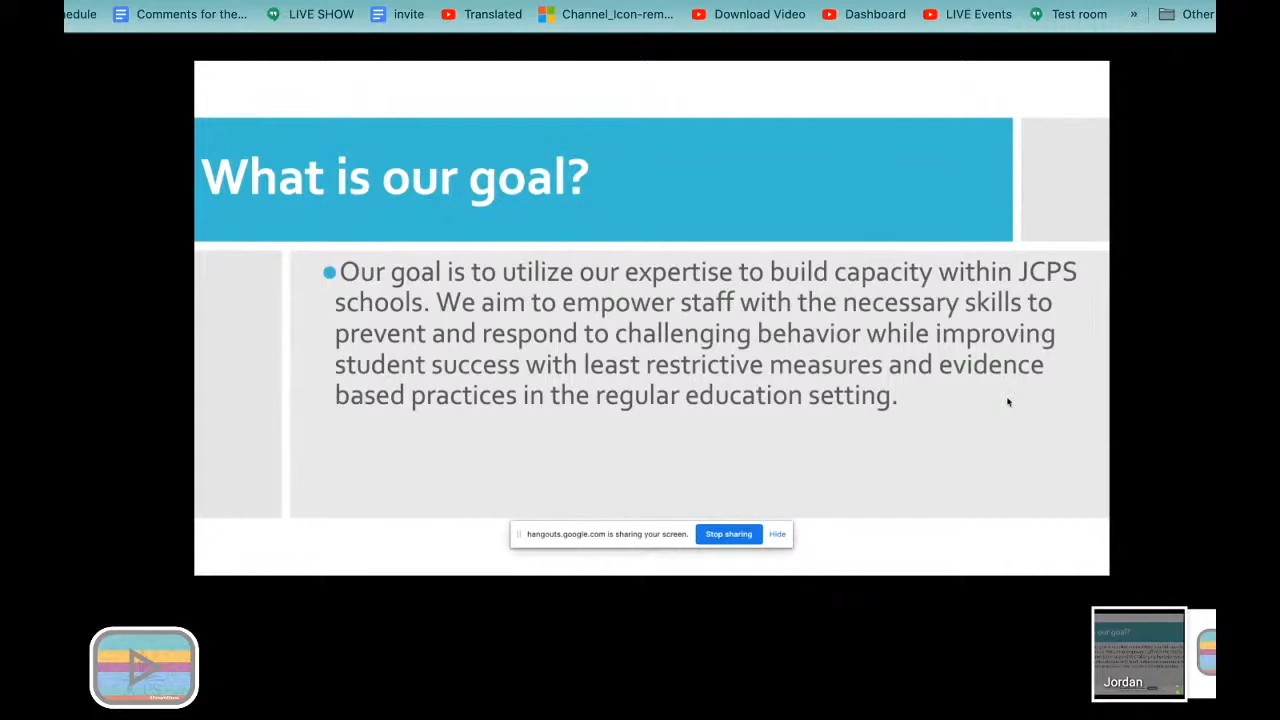 edule Comments for the... LIVE SHOW invite Translated Channel_Icon-rem... Download Video Dashboard LIVE Events Test room » Other
What is our goal?
Our goal is to utilize our expertise to build capacity within JCPS
schools. We aim to empower staff with the necessary skills to
prevent and respond to challenging behavior while improving
student success with least restrictive measures and evidence
based practices in the regular education setting.
hangouts.google.com is sharing your screen. Stop sharing Hide
our goal?
Jordan